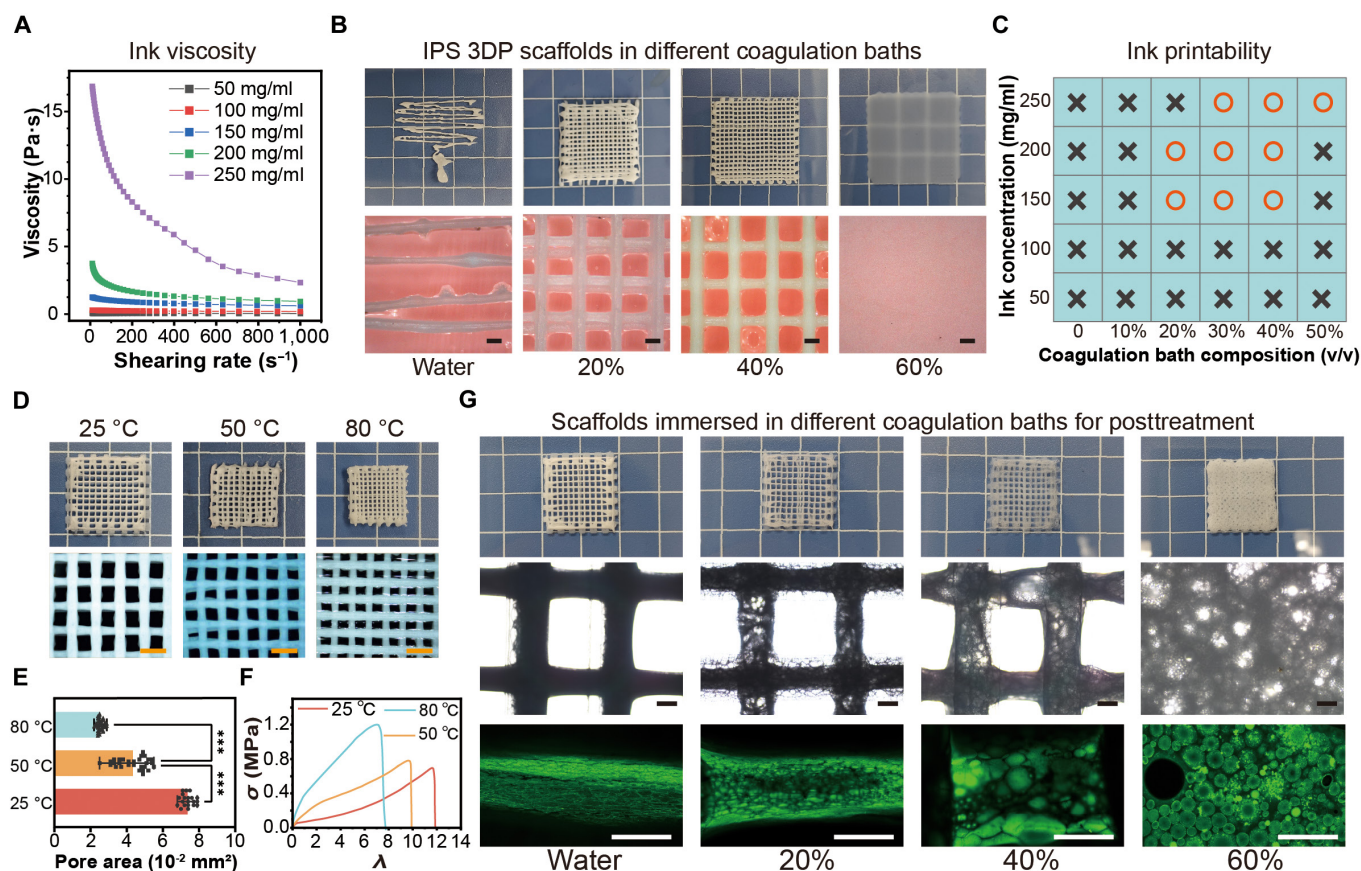 A
Ink viscosity
Viscosity (Pa·s)
15
10
5
0
50 mg/ml
100 mg/ml
150 mg/ml
200 mg/ml
250 mg/ml
0 200 400 600 800 1,000
Shearing rate (s⁻¹)
B
IPS 3DP scaffolds in different coagulation baths
Water 20% 40% 60%
C
Ink printability
Ink concentration (mg/ml)
250
200
150
100
50
0 10% 20% 30% 40% 50%
Coagulation bath composition (v/v)
D
25 °C 50 °C 80 °C
E
80 °C
50 °C
25 °C
***
***
0 2 4 6 8 10
Pore area (10⁻² mm²)
F
σ (MPa)
1.2
0.8
0.4
0.0
25 °C
80 °C
50 °C
0 2 4 6 8 10 12 14
λ
G
Scaffolds immersed in different coagulation baths for posttreatment
Water 20% 40% 60%